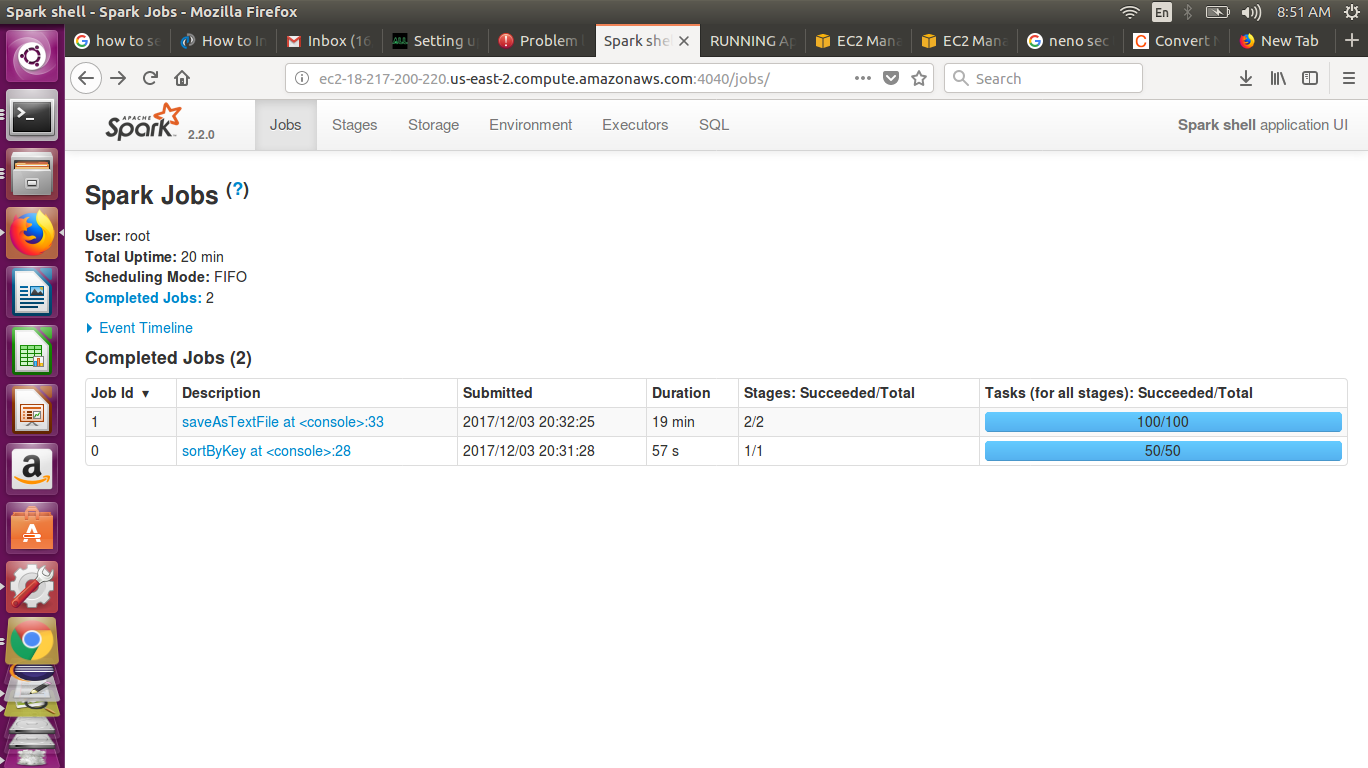 Spark shell - Spark Jobs - Mozilla Firefox
En
8:51 AM
how to se
How to In
Inbox (16
Setting u
Problem
Spark she
RUNNING Ap
EC2 Mana
EC2 Mana
neno sec
Convert
New Tab
ec2-18-217-200-220.us-east-2.compute.amazonaws.com:4040/jobs/
Search
APACHE
Spark 2.2.0
Jobs
Stages
Storage
Environment
Executors
SQL
Spark shell application UI
Spark Jobs (?)
User: root
Total Uptime: 20 min
Scheduling Mode: FIFO
Completed Jobs: 2
Event Timeline
Completed Jobs (2)
Job Id ▼ Description Submitted Duration Stages: Succeeded/Total Tasks (for all stages): Succeeded/Total
1 saveAsTextFile at <console>:33 2017/12/03 20:32:25 19 min 2/2 100/100
0 sortByKey at <console>:28 2017/12/03 20:31:28 57 s 1/1 50/50